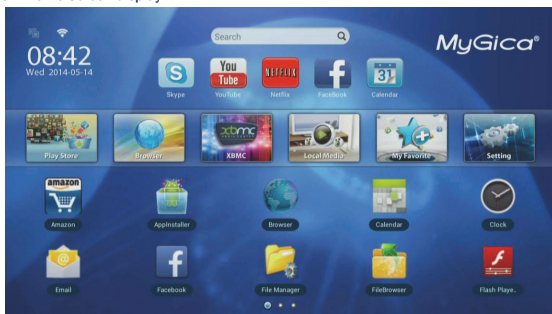 08:42
Wed 2014-05-14
Search
MyGica®
Skype
You
Tube
YouTube
NETFLIX
Netflix
f
FaceBook
31
Calendar
Play Store
Browser
xbmc
XBMC
Local Media
My Favorite
Setting
amazon
Amazon
AppInstaller
Browser
Calendar
Clock
@
Email
f
Facebook
File Manager
FileBrowser
Flash Playe..